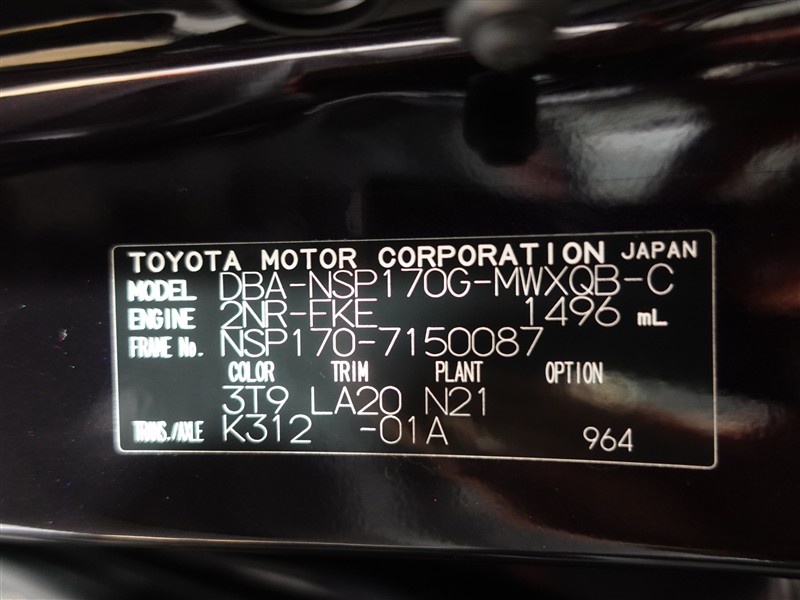 TOYOTA MOTOR CORPORATION JAPAN
MODEL DBA-NSP170G-MWXQB-C
ENGINE 2NR-FKE 1496 mL
FRAME No. NSP170-7150087
COLOR TRIM PLANT OPTION
3T9 LA20 N21
TRANS./AXLE K312 -01A 964